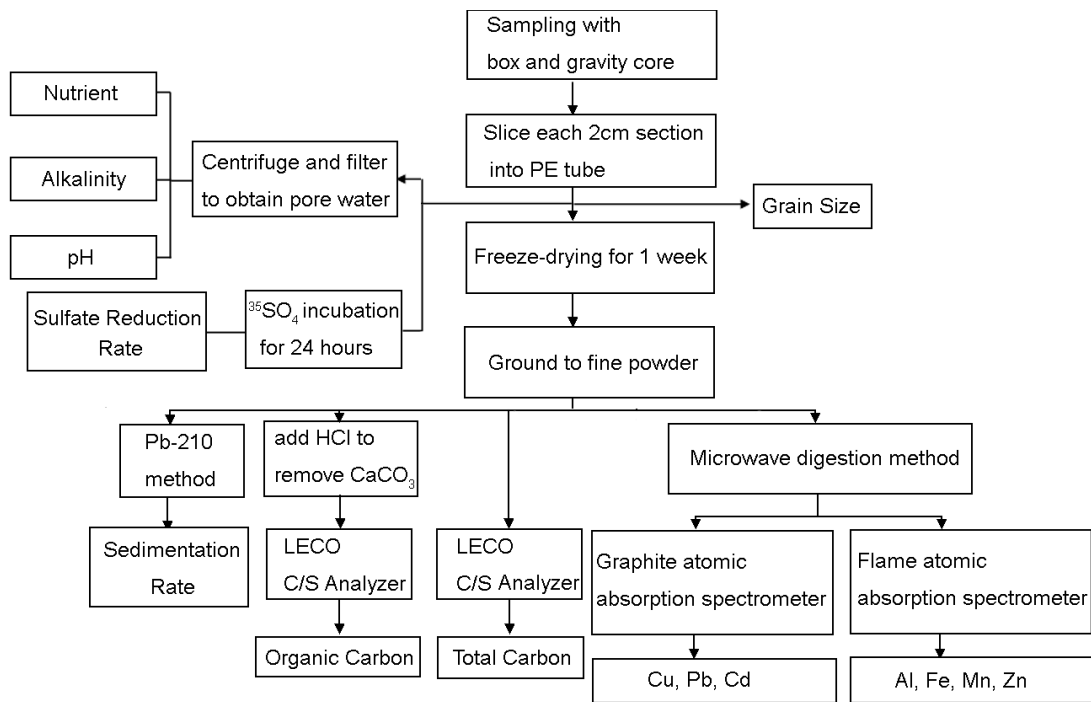 Sampling with
box and gravity core
Nutrient
Slice each 2cm section
into PE tube
Alkalinity
Centrifuge and filter
to obtain pore water
Grain Size
pH
Freeze-drying for 1 week
Sulfate Reduction
Rate
³⁵SO₄ incubation
for 24 hours
Ground to fine powder
Pb-210
method
add HCl to
remove CaCO₃
Microwave digestion method
Sedimentation
Rate
LECO
C/S Analyzer
LECO
C/S Analyzer
Graphite atomic
absorption spectrometer
Flame atomic
absorption spectrometer
Organic Carbon
Total Carbon
Cu, Pb, Cd
Al, Fe, Mn, Zn